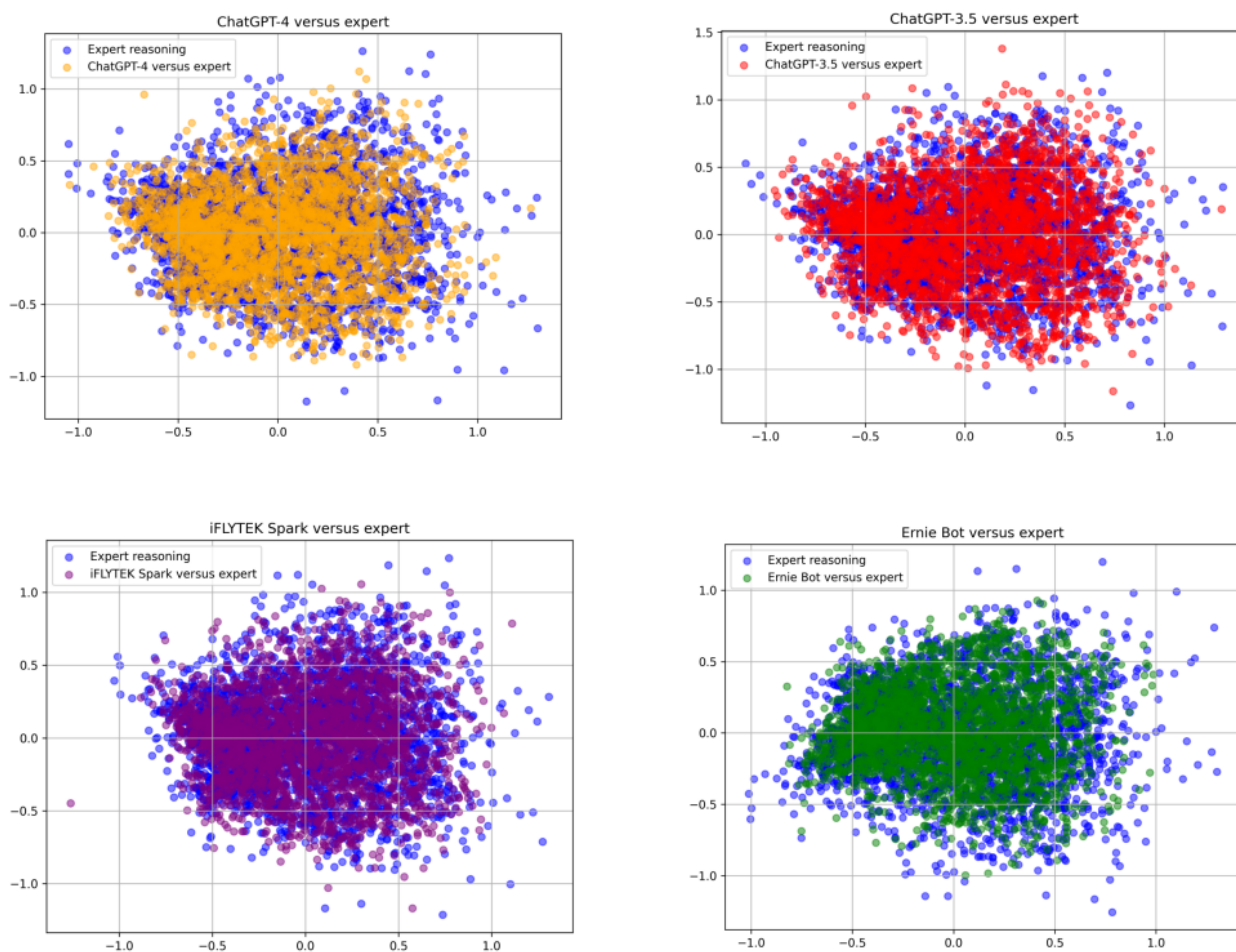 ChatGPT-4 versus expert
Expert reasoning
ChatGPT-4 versus expert
1.0
0.5
0.0
−0.5
−1.0
−1.0 −0.5 0.0 0.5 1.0
ChatGPT-3.5 versus expert
1.5
Expert reasoning
ChatGPT-3.5 versus expert
1.0
0.5
0.0
−0.5
−1.0
−1.0 −0.5 0.0 0.5 1.0
iFLYTEK Spark versus expert
Expert reasoning
iFLYTEK Spark versus expert
1.0
0.5
0.0
−0.5
−1.0
−1.0 −0.5 0.0 0.5 1.0
Ernie Bot versus expert
Expert reasoning
Ernie Bot versus expert
1.0
0.5
0.0
−0.5
−1.0
−1.0 −0.5 0.0 0.5 1.0